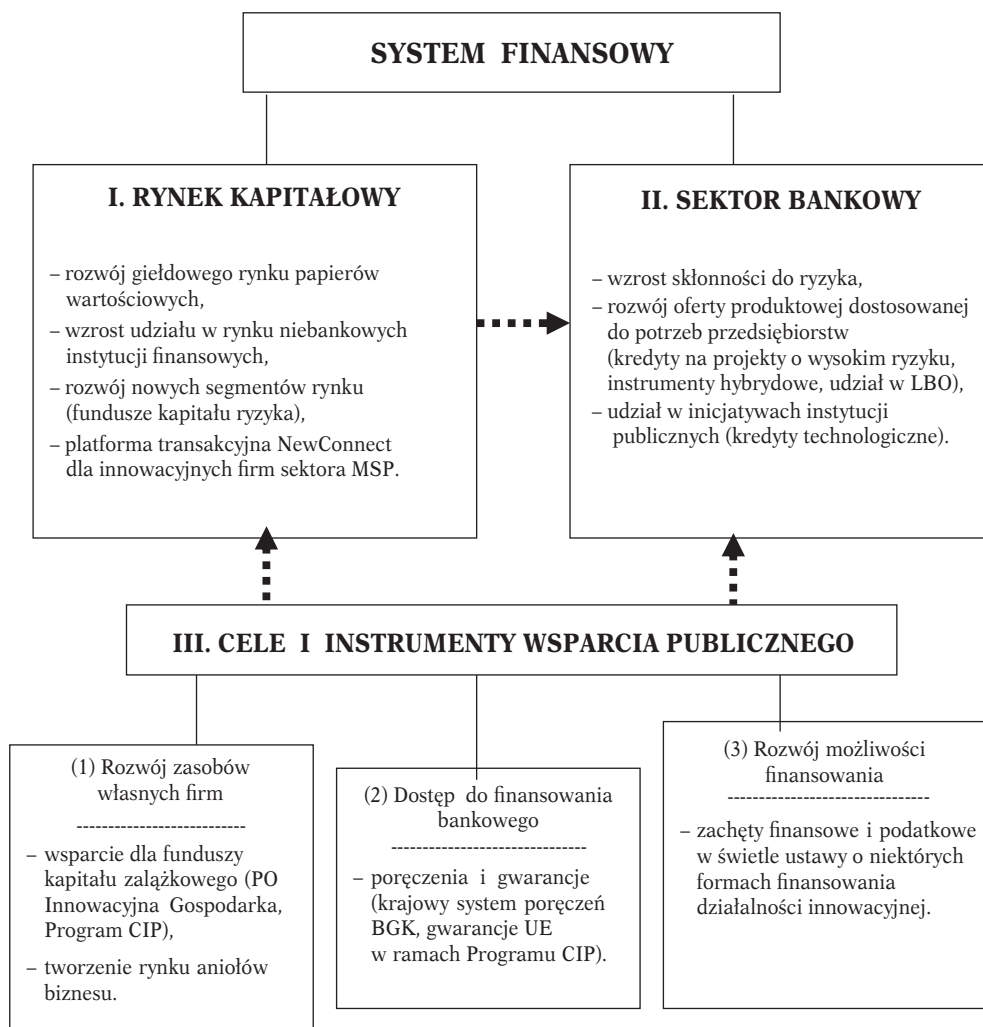 SYSTEM FINANSOWY
I. RYNEK KAPITAŁOWY
– rozwój giełdowego rynku papierów
wartościowych,
– wzrost udziału w rynku niebankowych
instytucji finansowych,
– rozwój nowych segmentów rynku
(fundusze kapitału ryzyka),
– platforma transakcyjna NewConnect
dla innowacyjnych firm sektora MSP.
II. SEKTOR BANKOWY
– wzrost skłonności do ryzyka,
– rozwój oferty produktowej dostosowanej
do potrzeb przedsiębiorstw
(kredyty na projekty o wysokim ryzyku,
instrumenty hybrydowe, udział w LBO),
– udział w inicjatywach instytucji
publicznych (kredyty technologiczne).
III. CELE I INSTRUMENTY WSPARCIA PUBLICZNEGO
(1) Rozwój zasobów
własnych firm
---------------------------
– wsparcie dla funduszy
kapitału zalążkowego (PO
Innowacyjna Gospodarka,
Program CIP),
– tworzenie rynku aniołów
biznesu.
(2) Dostęp do finansowania
bankowego
--------------------------------
– poręczenia i gwarancje
(krajowy system poręczeń
BGK, gwarancje UE
w ramach Programu CIP).
(3) Rozwój możliwości
finansowania
---------------------------------
– zachęty finansowe i podatkowe
w świetle ustawy o niektórych
formach finansowania
działalności innowacyjnej.